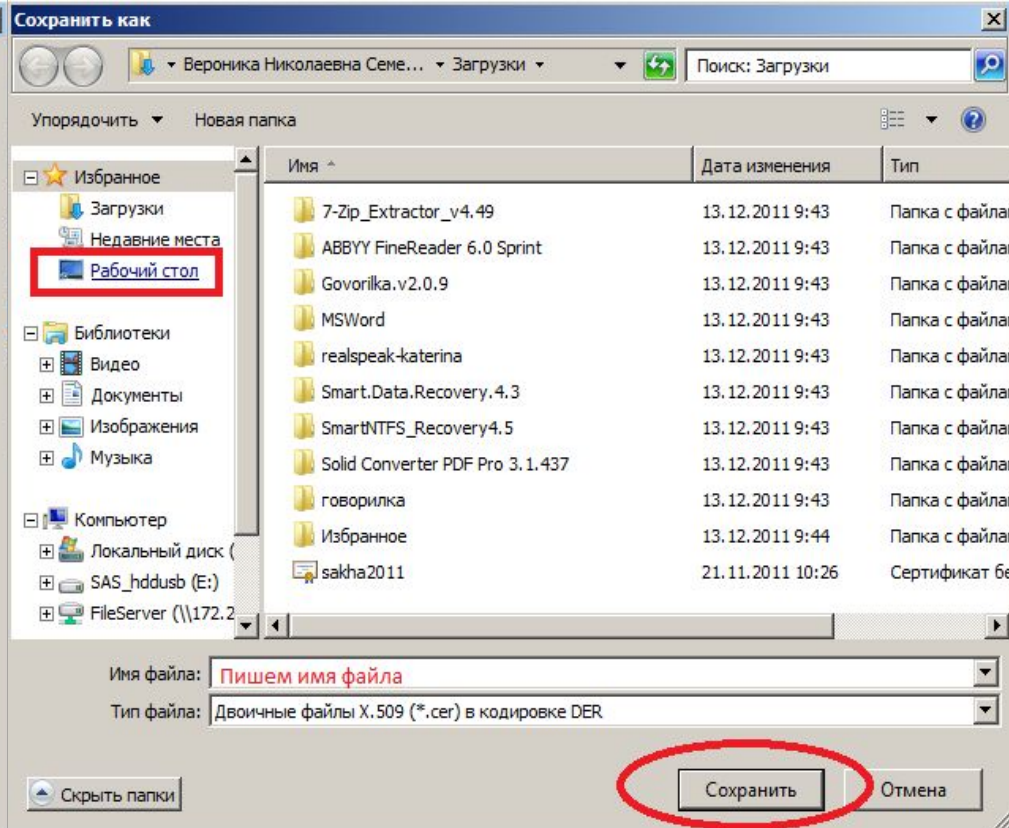 Сохранить как
Вероника Николаевна Семе... Загрузки
Поиск: Загрузки
Упорядочить Новая папка
Имя Дата изменения Тип
Избранное
Загрузки
Недавние места
Рабочий стол
Библиотеки
Видео
Документы
Изображения
Музыка
Компьютер
Локальный диск (
SAS_hddusb (E:)
FileServer (\\172.2
7-Zip_Extractor_v4.49 13.12.2011 9:43 Папка с файла
ABBYY FineReader 6.0 Sprint 13.12.2011 9:43 Папка с файла
Govorilka.v2.0.9 13.12.2011 9:43 Папка с файла
MSWord 13.12.2011 9:43 Папка с файла
realspeak-katerina 13.12.2011 9:43 Папка с файла
Smart.Data.Recovery.4.3 13.12.2011 9:43 Папка с файла
SmartNTFS_Recovery4.5 13.12.2011 9:43 Папка с файла
Solid Converter PDF Pro 3.1.437 13.12.2011 9:43 Папка с файла
говорилка 13.12.2011 9:43 Папка с файла
Избранное 13.12.2011 9:44 Папка с файла
sakha2011 21.11.2011 10:26 Сертификат бе
Имя файла: Пишем имя файла
Тип файла: Двоичные файлы X.509 (*.cer) в кодировке DER
Скрыть папки Сохранить Отмена